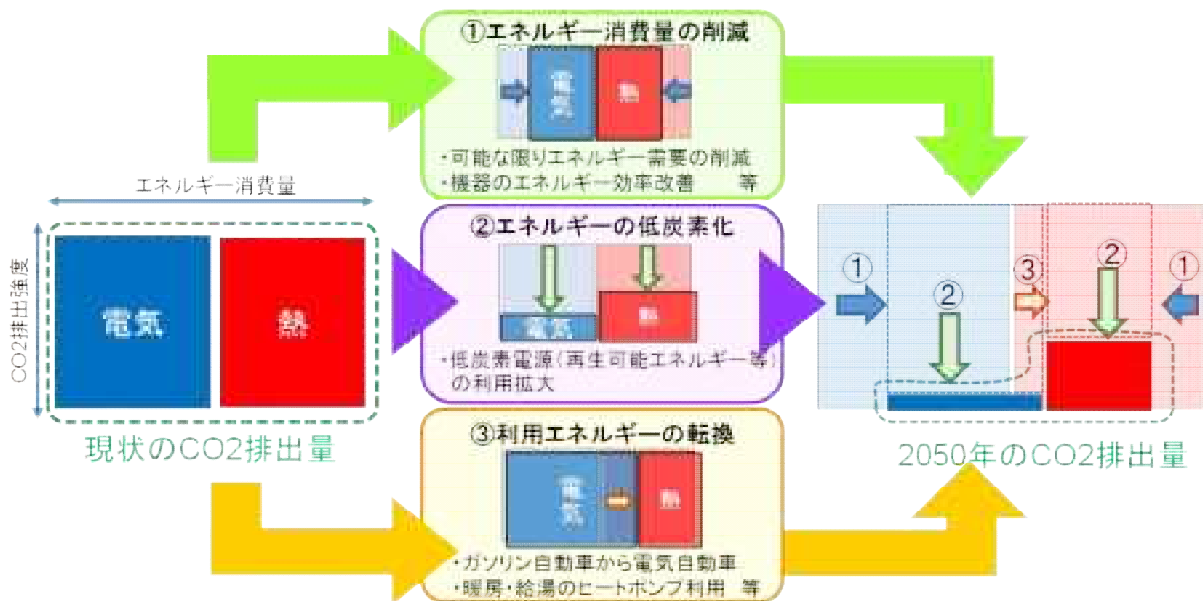 ①エネルギー消費量の削減
電気
熱
・可能な限りエネルギー需要の削減
・機器のエネルギー効率改善 等
エネルギー消費量
CO2排出強度
電気
熱
現状のCO2排出量
②エネルギーの低炭素化
電気
熱
・低炭素電源(再生可能エネルギー等)
の利用拡大
③利用エネルギーの転換
電気
熱
・ガソリン自動車から電気自動車
・暖房・給湯のヒートポンプ利用 等
①
②
③
②
①
2050年のCO2排出量